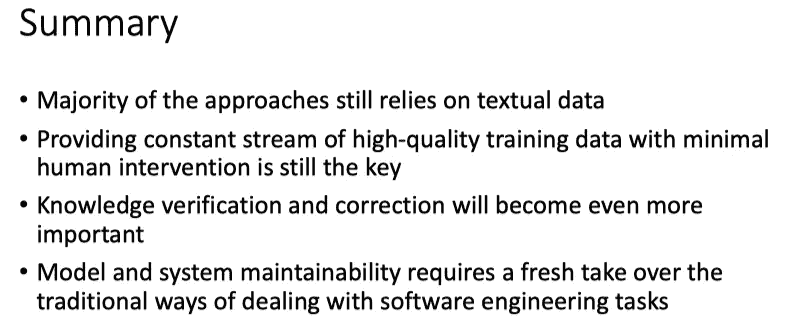 Summary
• Majority of the approaches still relies on textual data
• Providing constant stream of high-quality training data with minimal
human intervention is still the key
• Knowledge verification and correction will become even more
important
• Model and system maintainability requires a fresh take over the
traditional ways of dealing with software engineering tasks